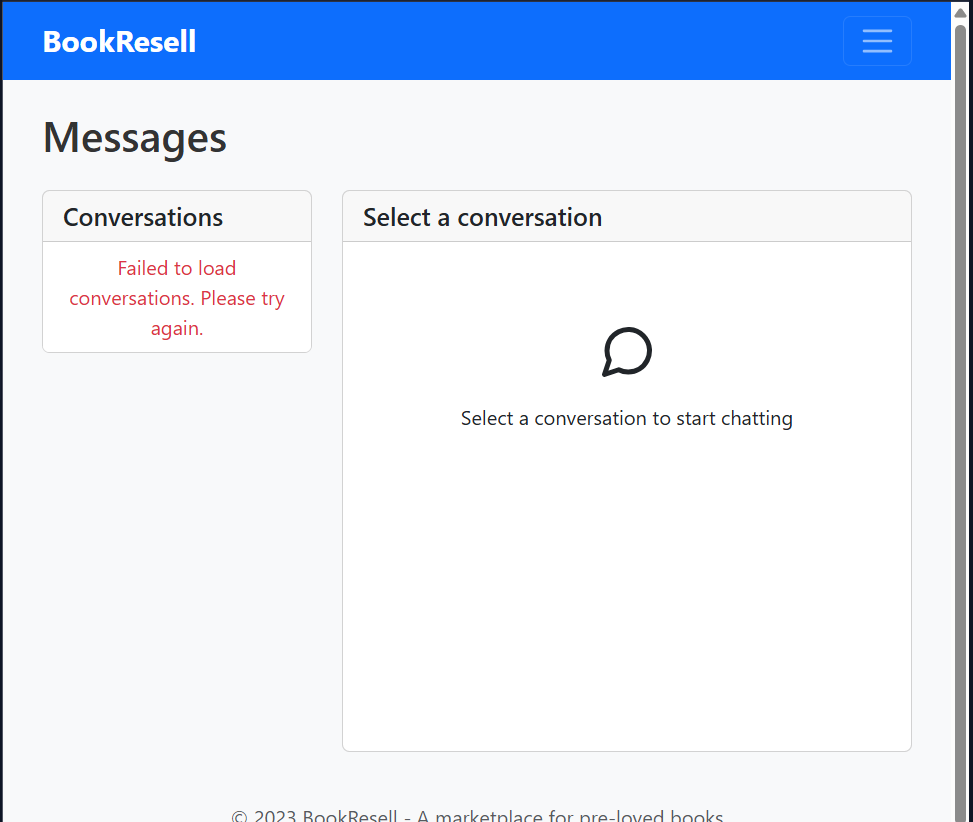 BookResell
Messages
Conversations
Failed to load
conversations. Please try
again.
Select a conversation
Select a conversation to start chatting
© 2023 BookResell - A marketplace for pre-loved books